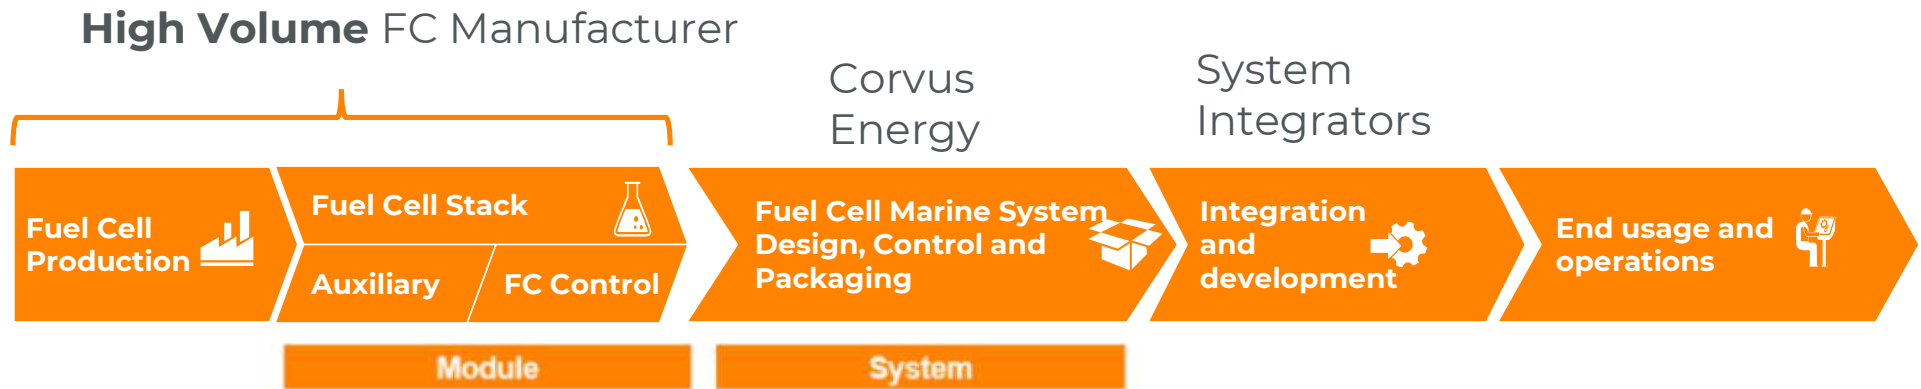 High Volume FC Manufacturer
Corvus
Energy
System
Integrators
Fuel Cell
Production
Fuel Cell Stack
Auxiliary
FC Control
Fuel Cell Marine System
Design, Control and
Packaging
Integration
and
development
End usage and
operations
Module
System